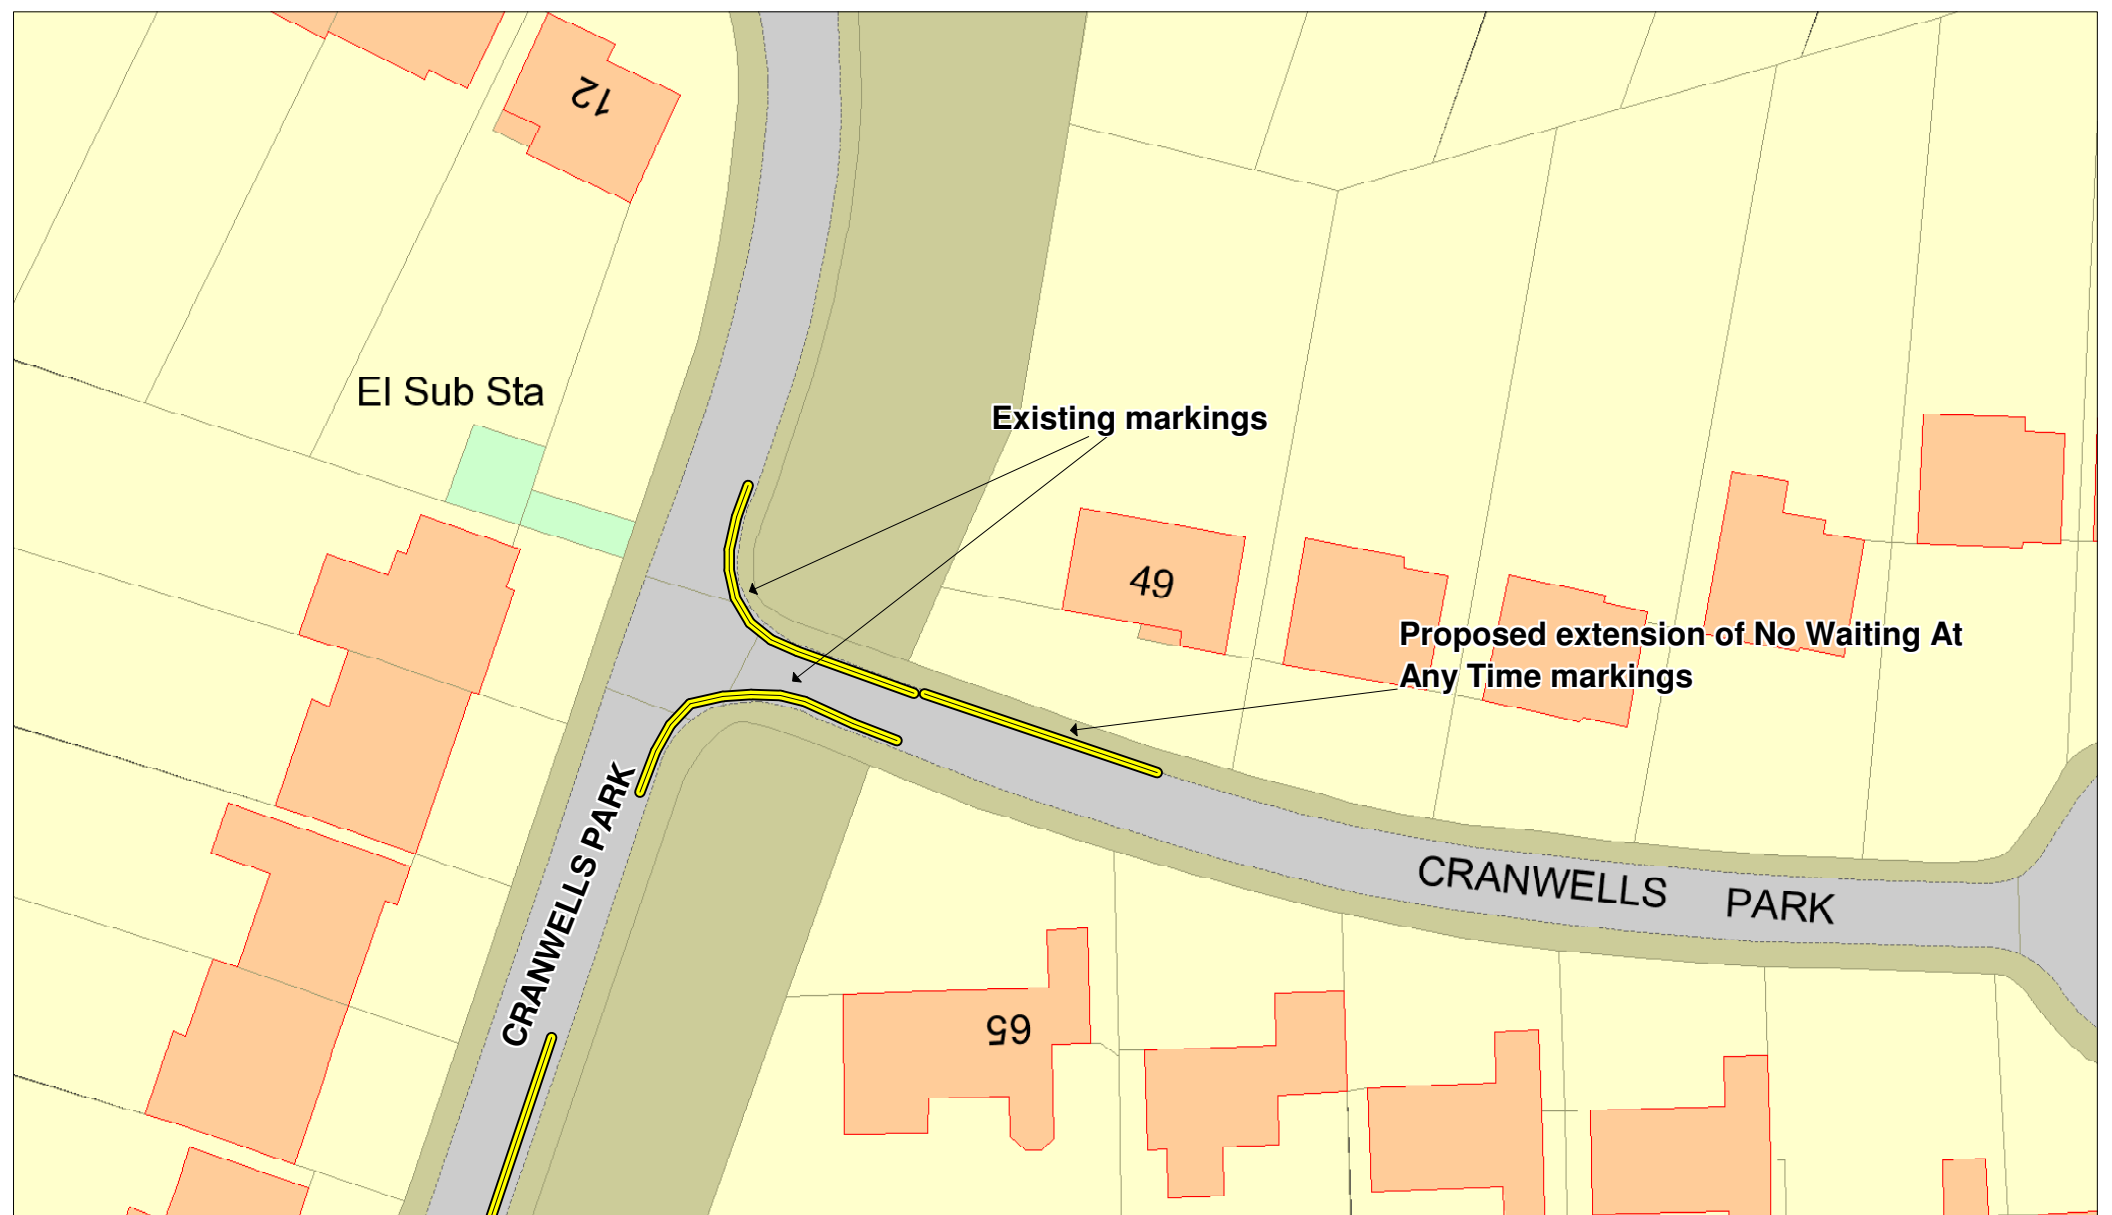 12
El Sub Sta
Existing markings
49
Proposed extension of No Waiting At
Any Time markings
CRANWELLS PARK
CRANWELLS PARK
65